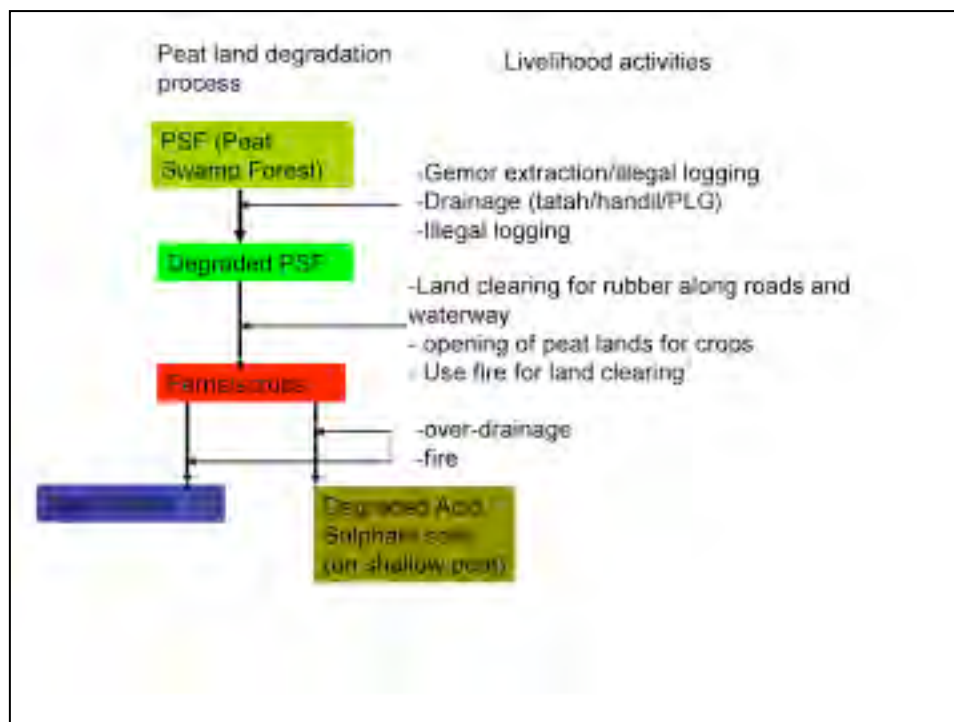 Peat land degradation
process
Livelihood activities
PSF (Peat
Swamp Forest)
-Gemor extraction/illegal logging
-Drainage (tatah/handil/PLG)
-Illegal logging
Degraded PSF
-Land clearing for rubber along roads and
waterway
- opening of peat lands for crops
- Use fire for land clearing
-over-drainage
-fire
Degraded Acid
Sulphate soils
(on shallow peat)